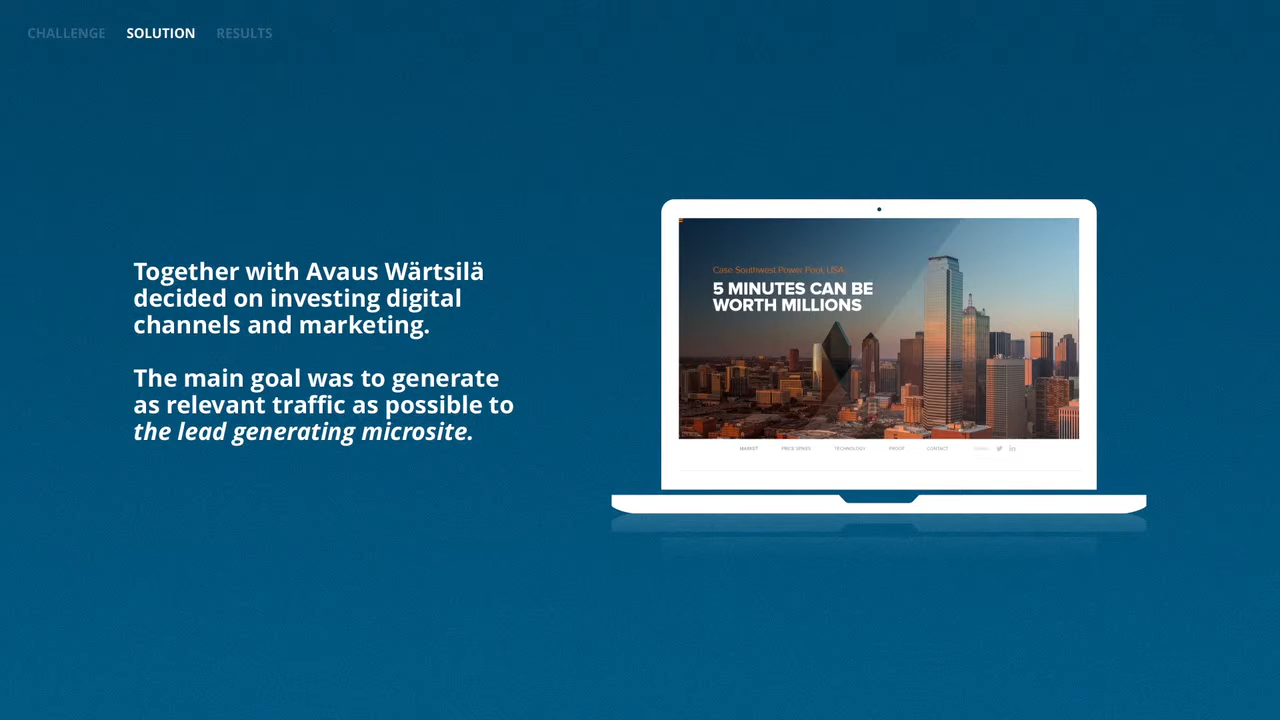 CHALLENGE SOLUTION RESULTS
Together with Avaus Wärtsilä
decided on investing digital
channels and marketing.
The main goal was to generate
as relevant traffic as possible to
the lead generating microsite.
Case Southwest Power Pool, USA:
5 MINUTES CAN BE
WORTH MILLIONS
MARKET PRICE SERIES TECHNOLOGY PROOF CONTACT